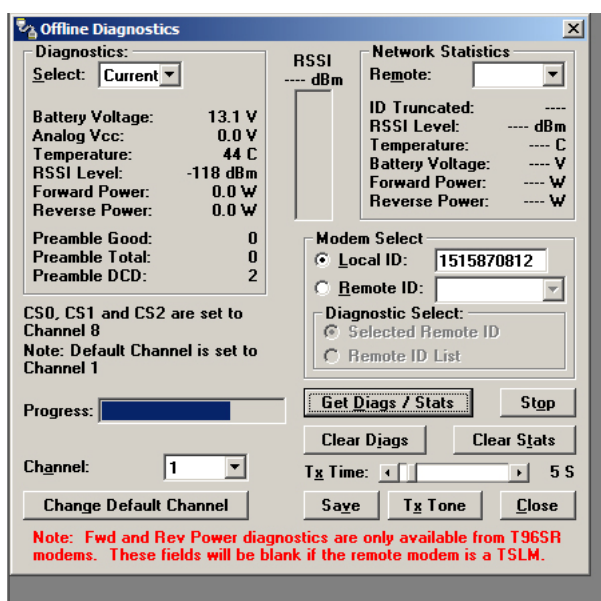 Offline Diagnostics
Diagnostics:
Select: Current
Battery Voltage: 13.1 V
Analog Vcc: 0.0 V
Temperature: 44 C
RSSI Level: -118 dBm
Forward Power: 0.0 W
Reverse Power: 0.0 W
Preamble Good: 0
Preamble Total: 0
Preamble DCD: 2
CS0, CS1 and CS2 are set to
Channel 8
Note: Default Channel is set to
Channel 1
Progress:
Channel: 1
Change Default Channel
RSSI
---- dBm
Network Statistics
Remote:
ID Truncated: ----
RSSI Level: ---- dBm
Temperature: ---- C
Battery Voltage: ---- V
Forward Power: ---- W
Reverse Power: ---- W
Modem Select
Local ID: 1515870812
Remote ID:
Diagnostic Select:
Selected Remote ID
Remote ID List
Get Diags / Stats Stop
Clear Diags Clear Stats
Tx Time: 5 S
Save Tx Tone Close
Note: Fwd and Rev Power diagnostics are only available from T96SR
modems. These fields will be blank if the remote modem is a TSLM.